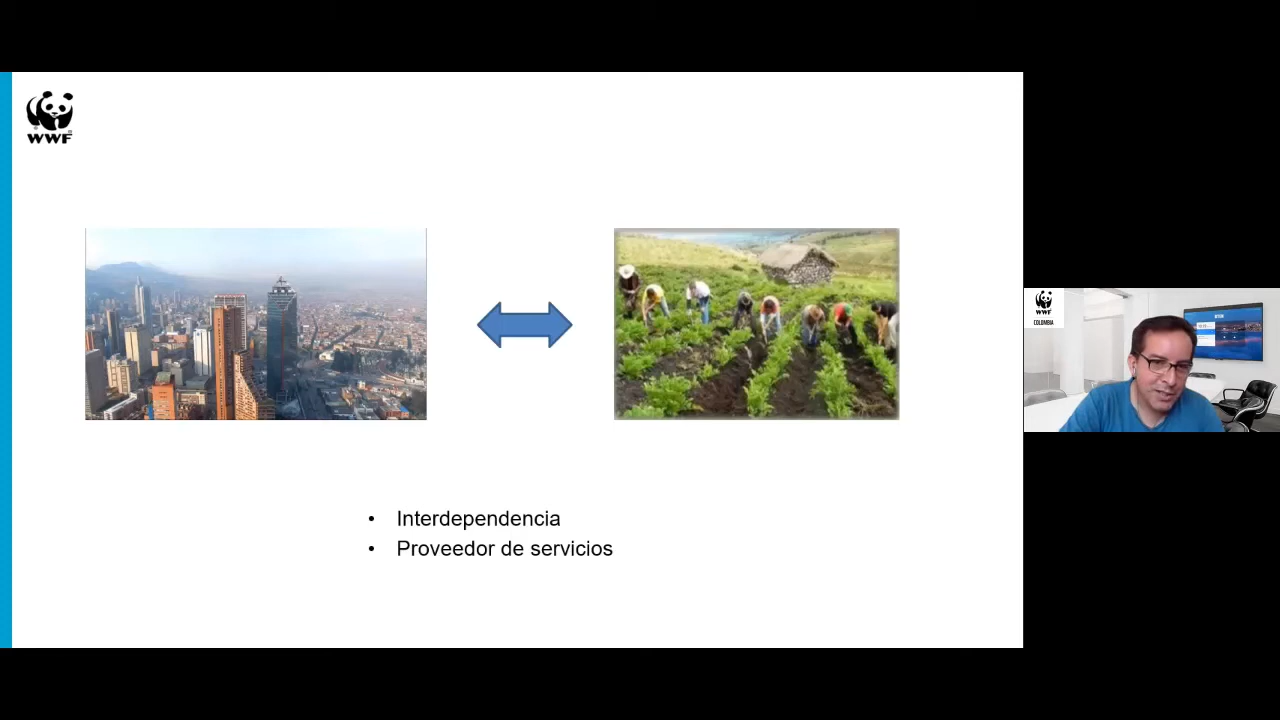 WWF
• Interdependencia
• Proveedor de servicios
WWF
COLOMBIA